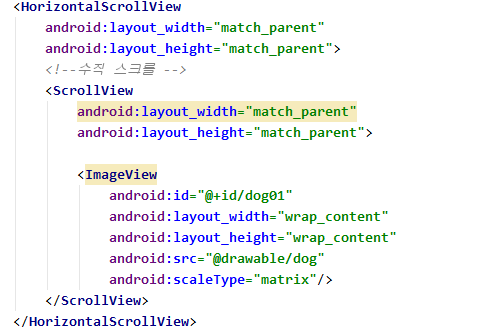 <HorizontalScrollView
    android:layout_width="match_parent"
    android:layout_height="match_parent">
    <!--수직 스크롤 -->
    <ScrollView
        android:layout_width="match_parent"
        android:layout_height="match_parent">

        <ImageView
            android:id="@+id/dog01"
            android:layout_width="wrap_content"
            android:layout_height="wrap_content"
            android:src="@drawable/dog"
            android:scaleType="matrix"/>
    </ScrollView>
</HorizontalScrollView>